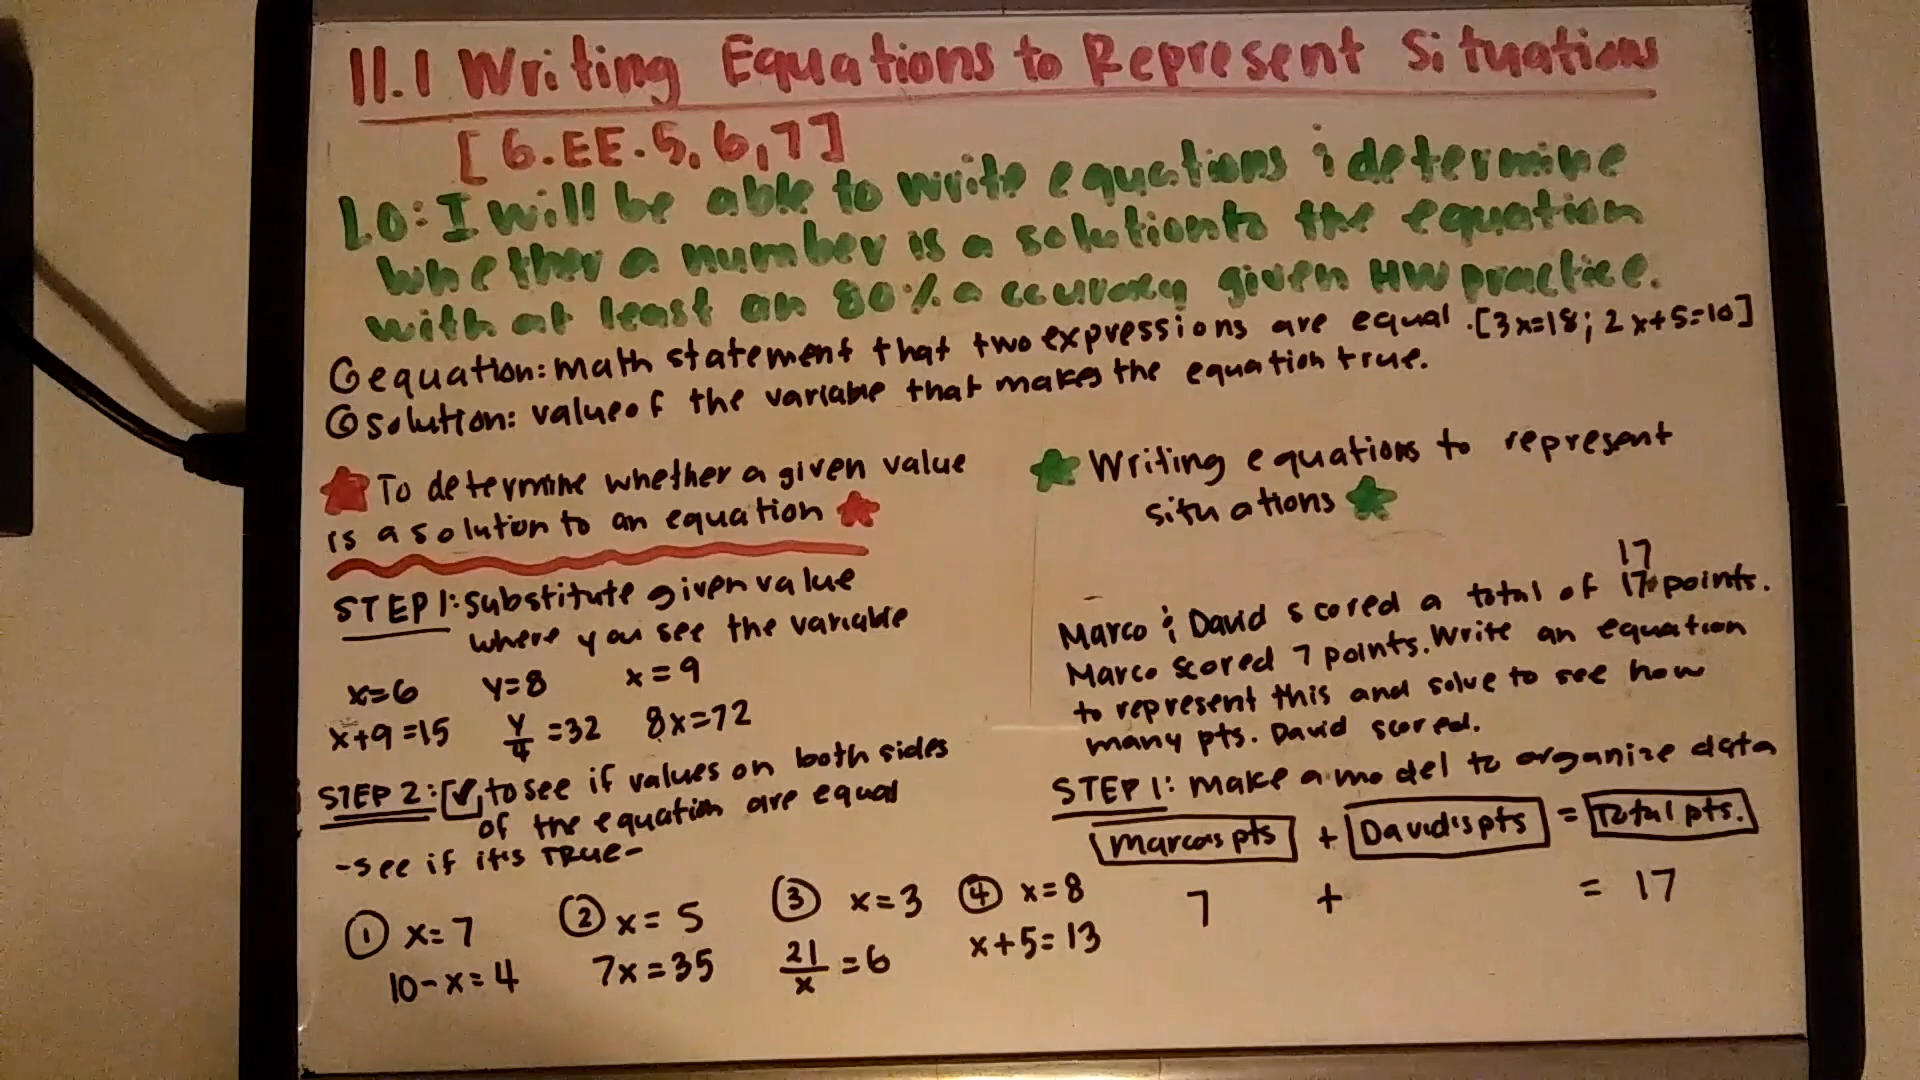 11.1 Writing Equations to Represent Situations
[6.EE.5,6,7]
LO: I will be able to write equations & determine
whether a number is a solution to the equation
with at least an 80% accuracy given HW practice.
equation: math statement that two expressions are equal. [3x=18; 2x+5=10]
solution: value of the variable that makes the equation true.
To determine whether a given value
is a solution to an equation
STEP 1: substitute given value
where you see the variable
x=6 y=8 x=9
x+9=15 y/4=32 8x=72
STEP 2: ✓ to see if values on both sides
of the equation are equal
-see if it's TRUE-
① x=7
10-x=4
② x=5
7x=35
③ x=3
21/x=6
④ x=8
x+5=13
Writing equations to represent
situations
17
Marco & David scored a total of 17 points.
Marco scored 7 points. Write an equation
to represent this and solve to see how
many pts. David scored.
STEP 1: make a model to organize data
Marco's pts + David's pts = Total pts.
7 + = 17